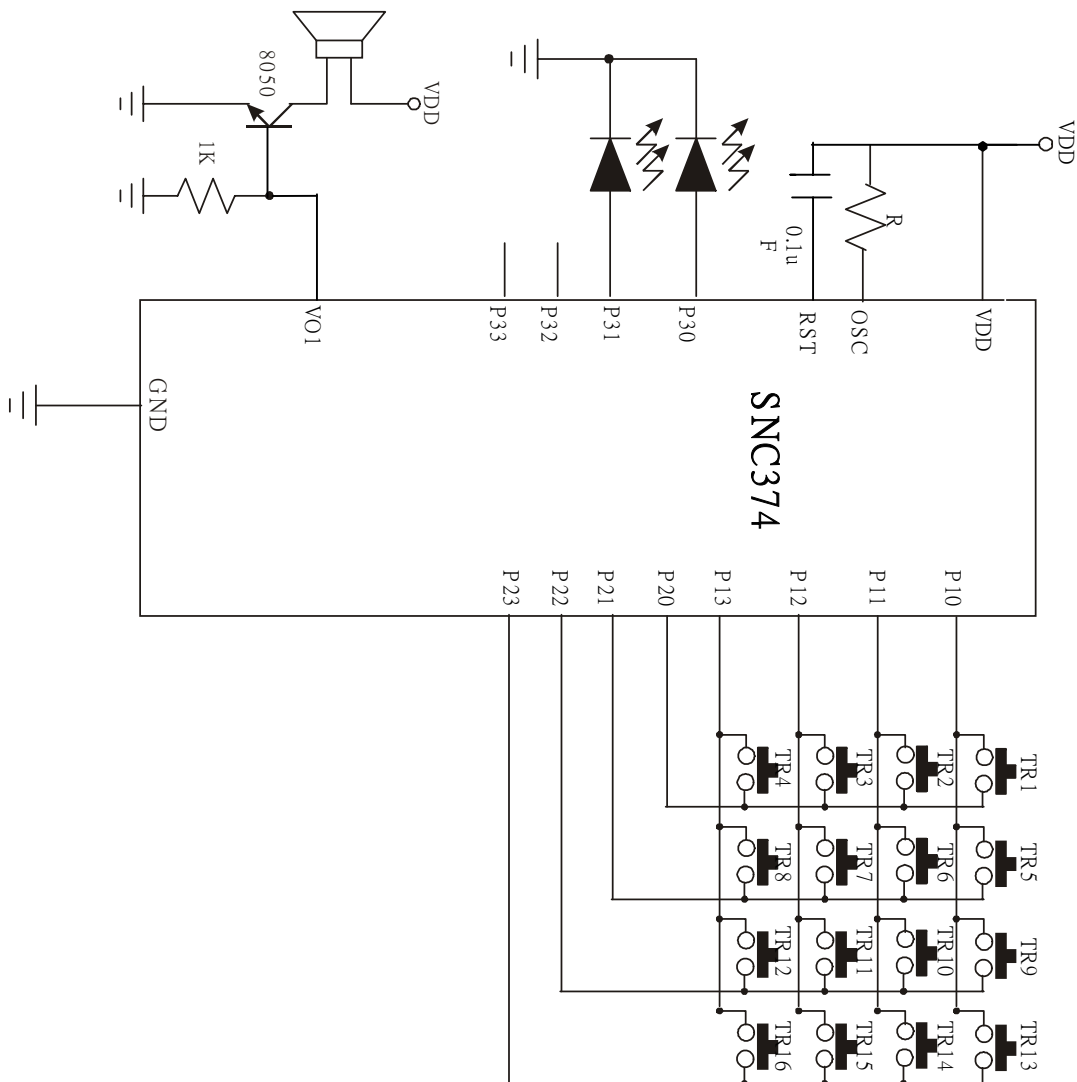 VDD
R
0.1u
F
VDD
8050
1K
VDD
OSC
RST
P30
P31
P32
P33
VO1
SNC374
GND
P10
P11
P12
P13
P20
P21
P22
P23
TR1
TR2
TR3
TR4
TR5
TR6
TR7
TR8
TR9
TR10
TR11
TR12
TR13
TR14
TR15
TR16